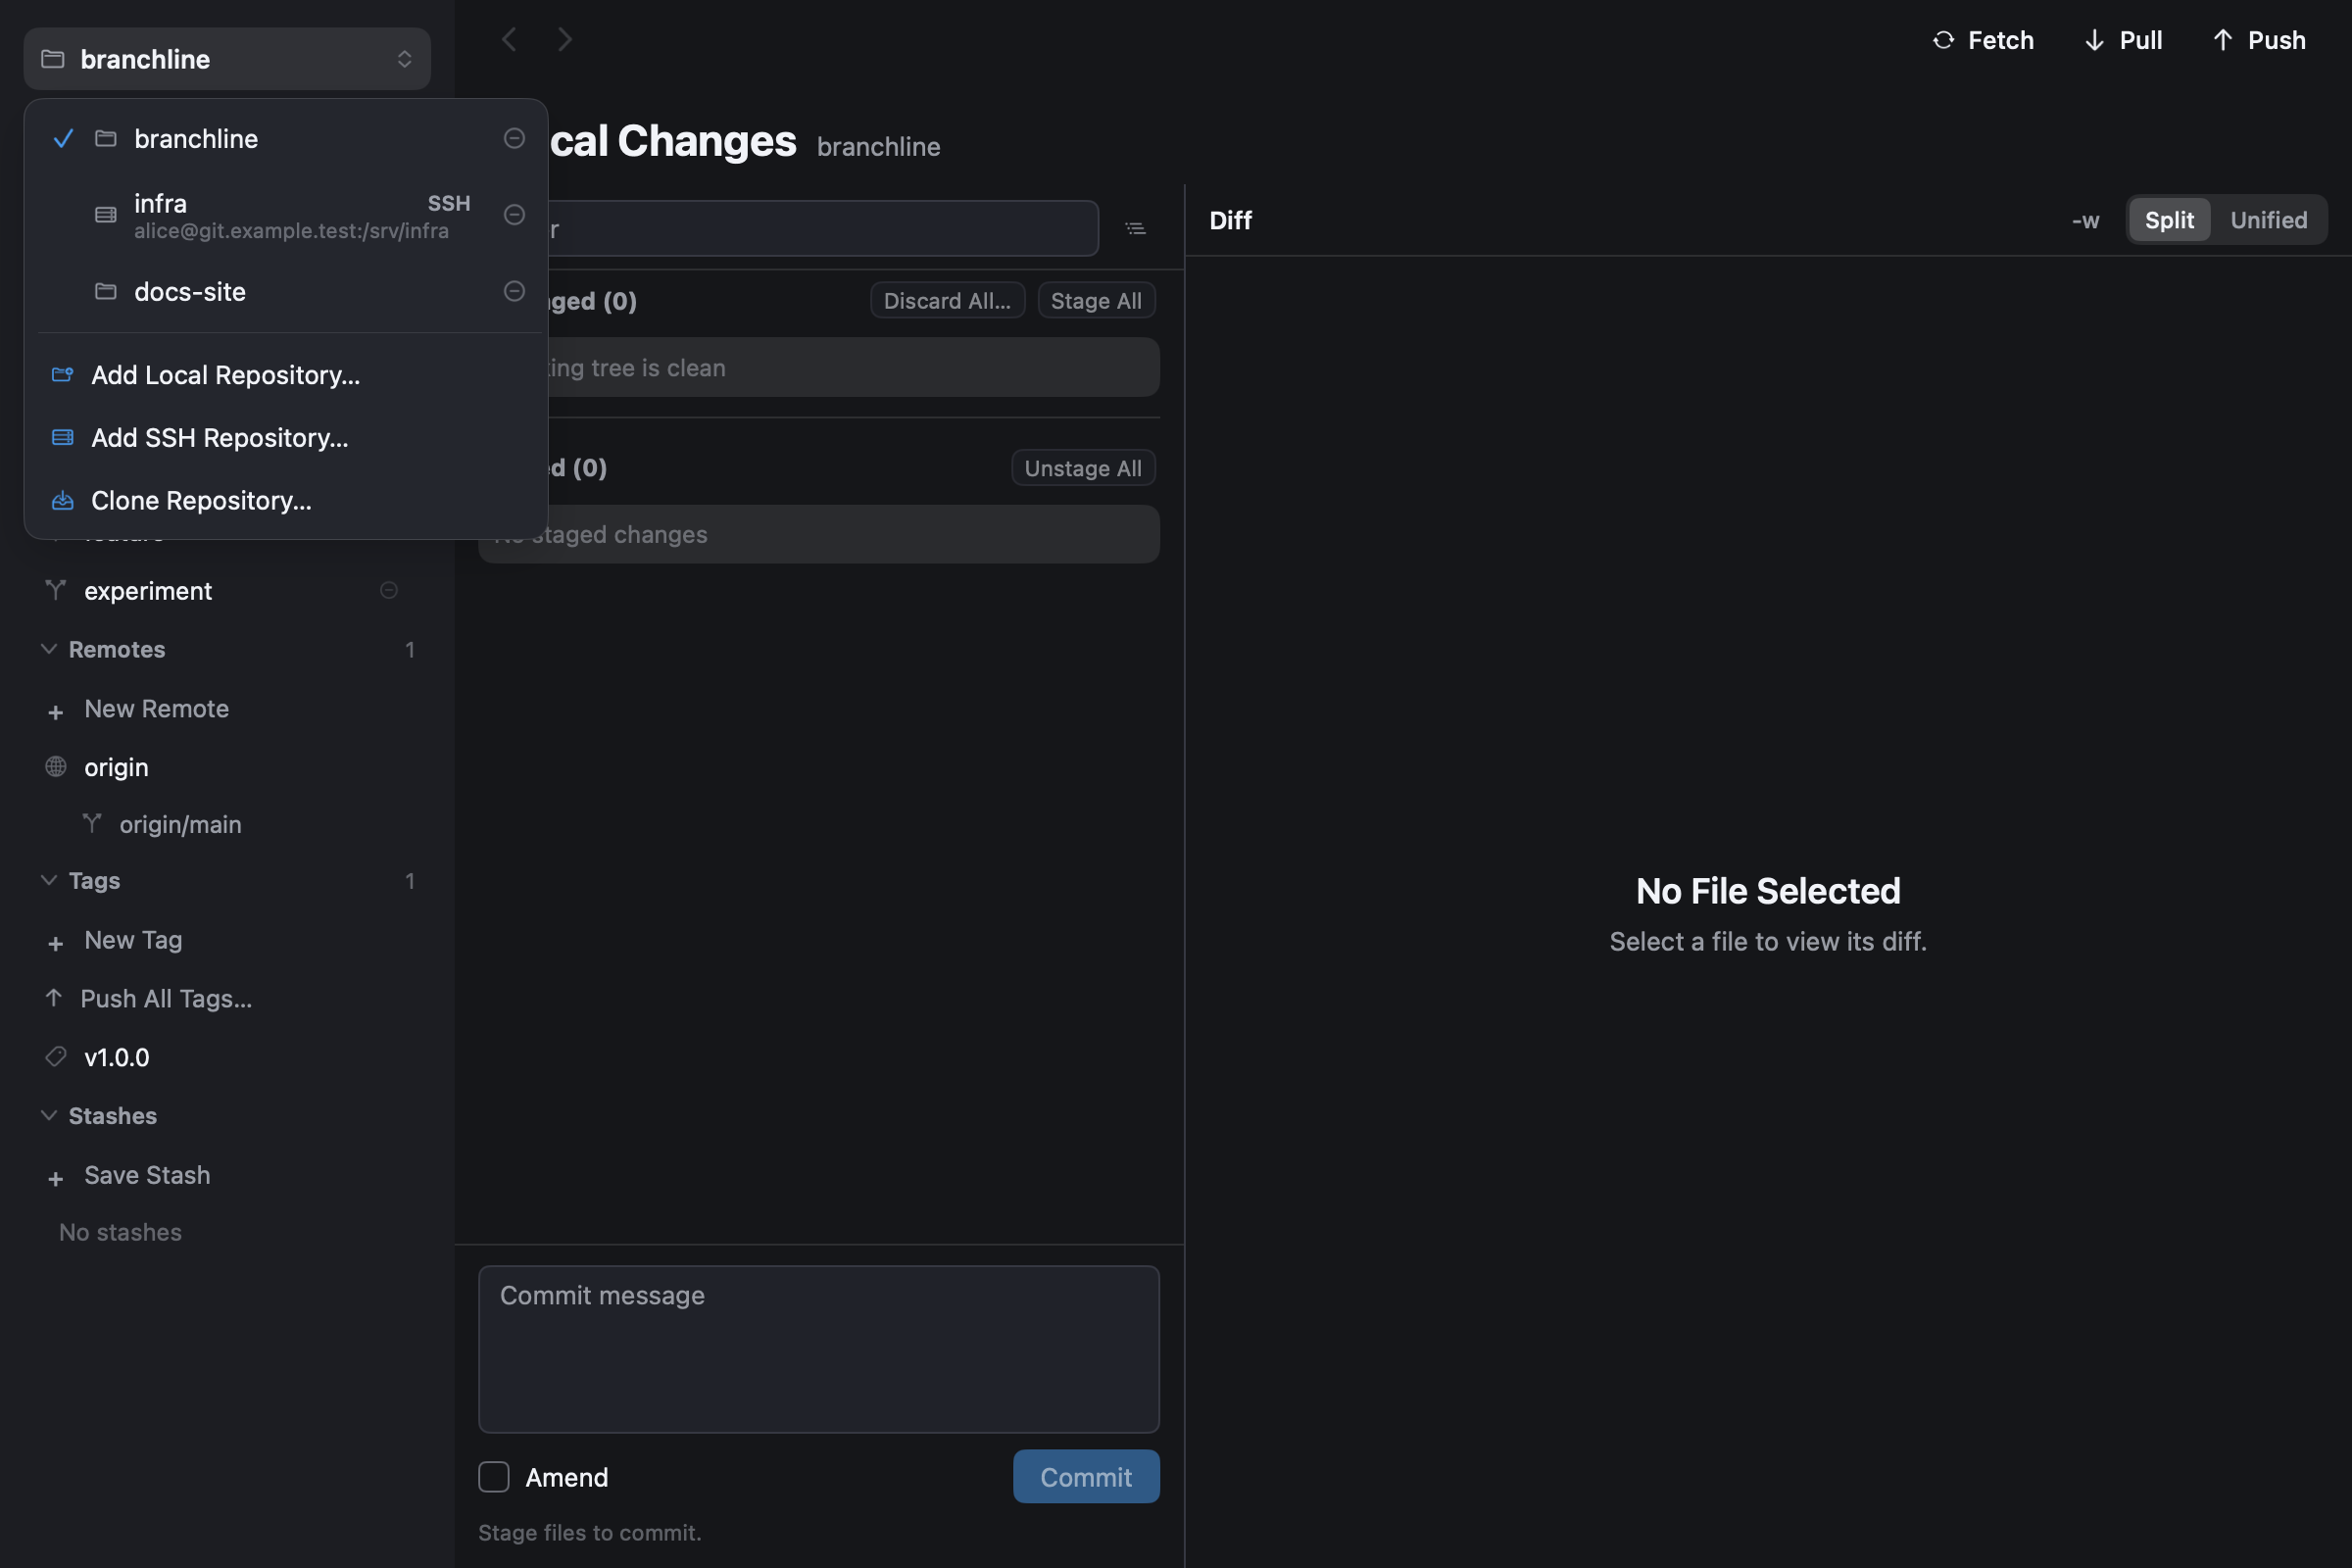 branchline
Fetch
Pull
Push
branchline
infra
SSH
alice@git.example.test:/srv/infra
docs-site
Add Local Repository...
Add SSH Repository...
Clone Repository...
experiment
Remotes
1
New Remote
origin
origin/main
Tags
1
New Tag
Push All Tags...
v1.0.0
Stashes
Save Stash
No stashes
cal Changes
branchline
r
ged (0)
Discard All...
Stage All
ing tree is clean
d (0)
Unstage All
No staged changes
Commit message
Amend
Commit
Stage files to commit.
Diff
-w
Split
Unified
No File Selected
Select a file to view its diff.